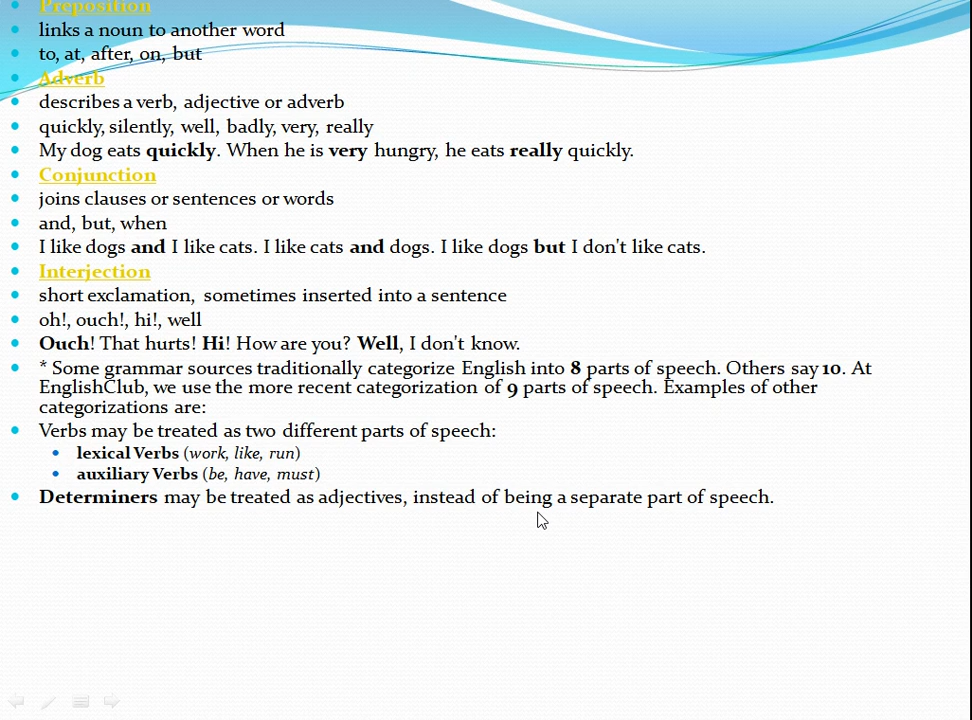 Preposition
links a noun to another word
to, at, after, on, but
Adverb
describes a verb, adjective or adverb
quickly, silently, well, badly, very, really
My dog eats quickly. When he is very hungry, he eats really quickly.
Conjunction
joins clauses or sentences or words
and, but, when
I like dogs and I like cats. I like cats and dogs. I like dogs but I don't like cats.
Interjection
short exclamation, sometimes inserted into a sentence
oh!, ouch!, hi!, well
Ouch! That hurts! Hi! How are you? Well, I don't know.
* Some grammar sources traditionally categorize English into 8 parts of speech. Others say 10. At
EnglishClub, we use the more recent categorization of 9 parts of speech. Examples of other
categorizations are:
Verbs may be treated as two different parts of speech:
lexical Verbs (work, like, run)
auxiliary Verbs (be, have, must)
Determiners may be treated as adjectives, instead of being a separate part of speech.